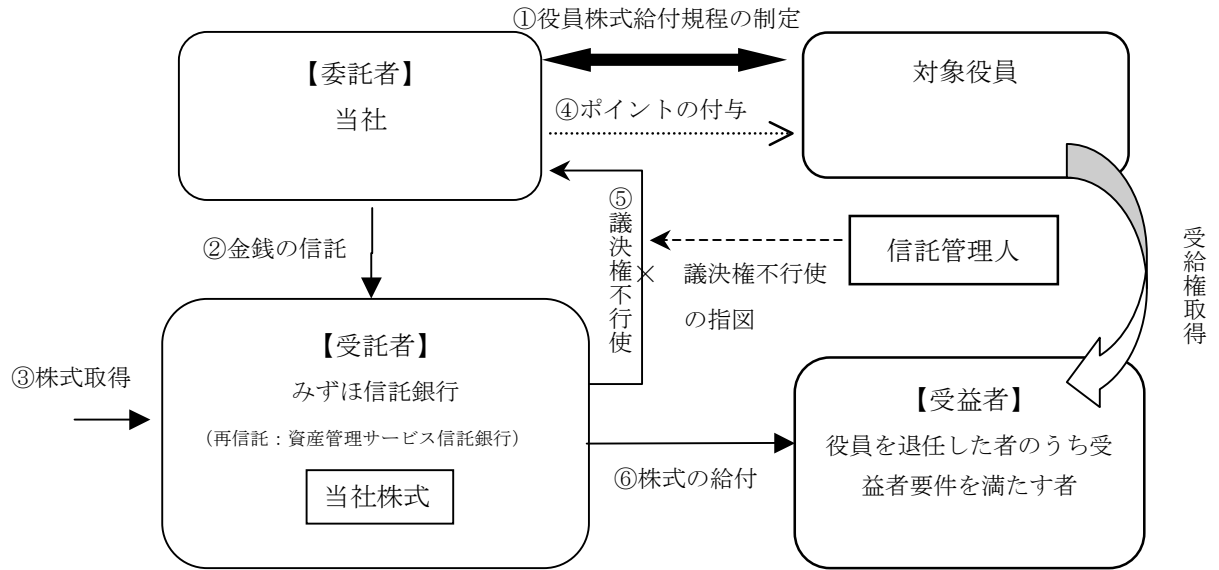 ①役員株式給付規程の制定
【委託者】
当社
対象役員
④ポイントの付与
⑤議決権不行使
②金銭の信託
信託管理人
議決権不行使
の指図
×
受給権取得
【受託者】
みずほ信託銀行
（再信託：資産管理サービス信託銀行）
当社株式
③株式取得
【受益者】
役員を退任した者のうち受
益者要件を満たす者
⑥株式の給付